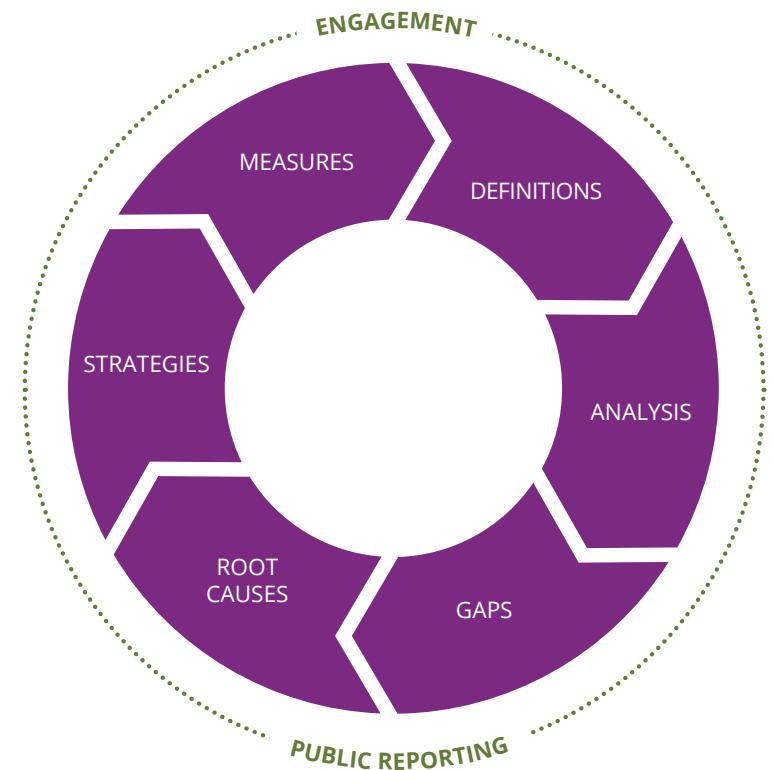 ENGAGEMENT
MEASURES
DEFINITIONS
STRATEGIES
ANALYSIS
ROOT
CAUSES
GAPS
PUBLIC REPORTING